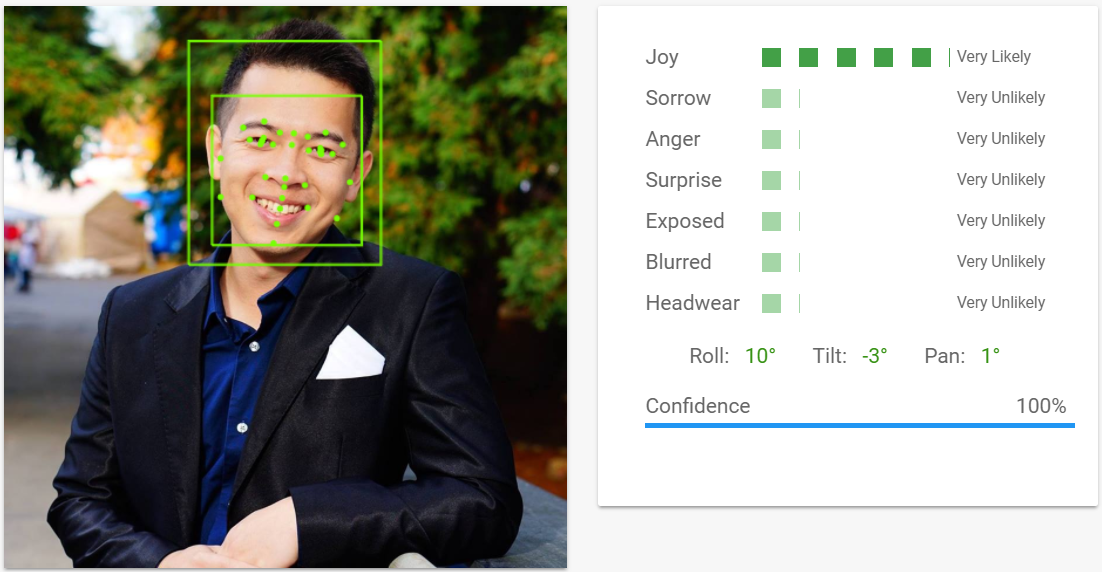 Joy Very Likely
Sorrow Very Unlikely
Anger Very Unlikely
Surprise Very Unlikely
Exposed Very Unlikely
Blurred Very Unlikely
Headwear Very Unlikely
Roll: 10° Tilt: -3° Pan: 1°
Confidence 100%